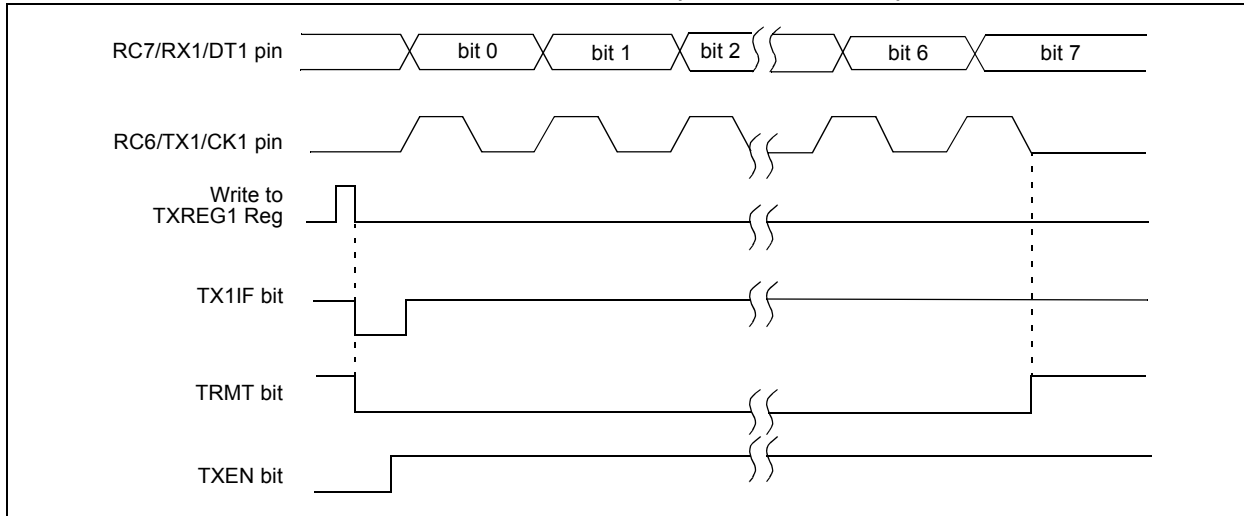 RC7/RX1/DT1 pin
bit 0
bit 1
bit 2
bit 6
bit 7
RC6/TX1/CK1 pin
Write to
TXREG1 Reg
TX1IF bit
TRMT bit
TXEN bit